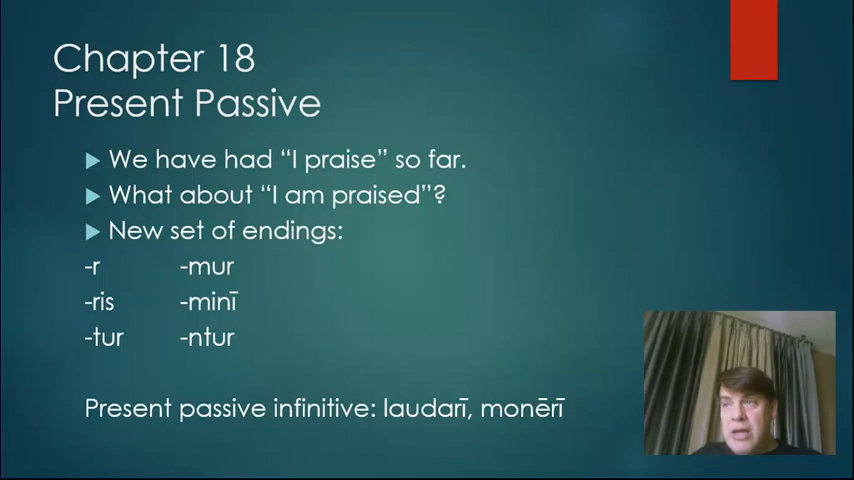 Chapter 18
Present Passive
We have had “I praise” so far.
What about “I am praised”?
New set of endings:
-r -mur
-ris -minī
-tur -ntur
Present passive infinitive: laudarī, monērī